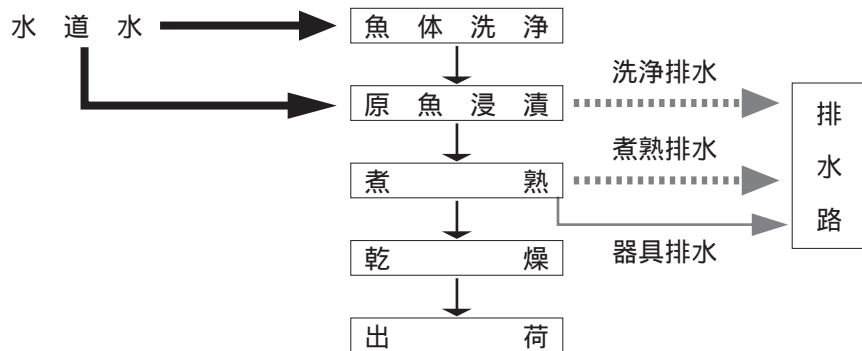 水道水
魚体洗浄
洗浄排水
原魚浸漬
煮熟排水
煮熟
器具排水
乾燥
出荷
排水路